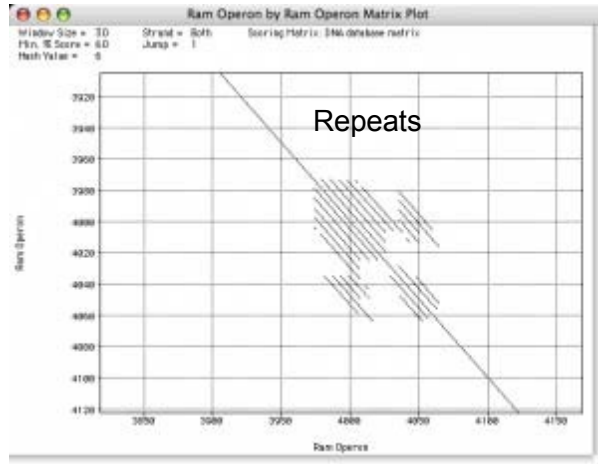 Ram Operon by Ram Operon Matrix Plot
Window Size = 30 Strand = Both Scoring Matrix: DNA database matrix
Min. % Score = 60 Jump = 1
Hash Value = 6
Repeats
3920
3940
3960
3980
4000
4020
4040
4060
4080
4100
4120
Ram Operon
3850 3900 3950 4000 4050 4100 4150
Ram Operon